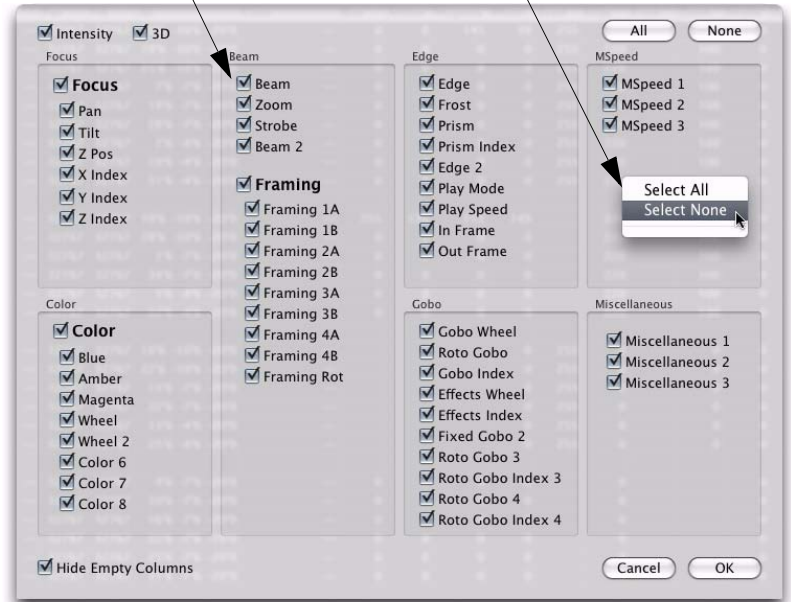 Intensity 3D All None
Focus
Focus
Pan
Tilt
Z Pos
X Index
Y Index
Z Index
Beam
Beam
Zoom
Strobe
Beam 2
Framing
Framing 1A
Framing 1B
Framing 2A
Framing 2B
Framing 3A
Framing 3B
Framing 4A
Framing 4B
Framing Rot
Edge
Edge
Frost
Prism
Prism Index
Edge 2
Play Mode
Play Speed
In Frame
Out Frame
MSpeed
MSpeed 1
MSpeed 2
MSpeed 3
Select All
Select None
Color
Color
Blue
Amber
Magenta
Wheel
Wheel 2
Color 6
Color 7
Color 8
Gobo
Gobo Wheel
Roto Gobo
Gobo Index
Effects Wheel
Effects Index
Fixed Gobo 2
Roto Gobo 3
Roto Gobo Index 3
Roto Gobo 4
Roto Gobo Index 4
Miscellaneous
Miscellaneous 1
Miscellaneous 2
Miscellaneous 3
Hide Empty Columns Cancel OK